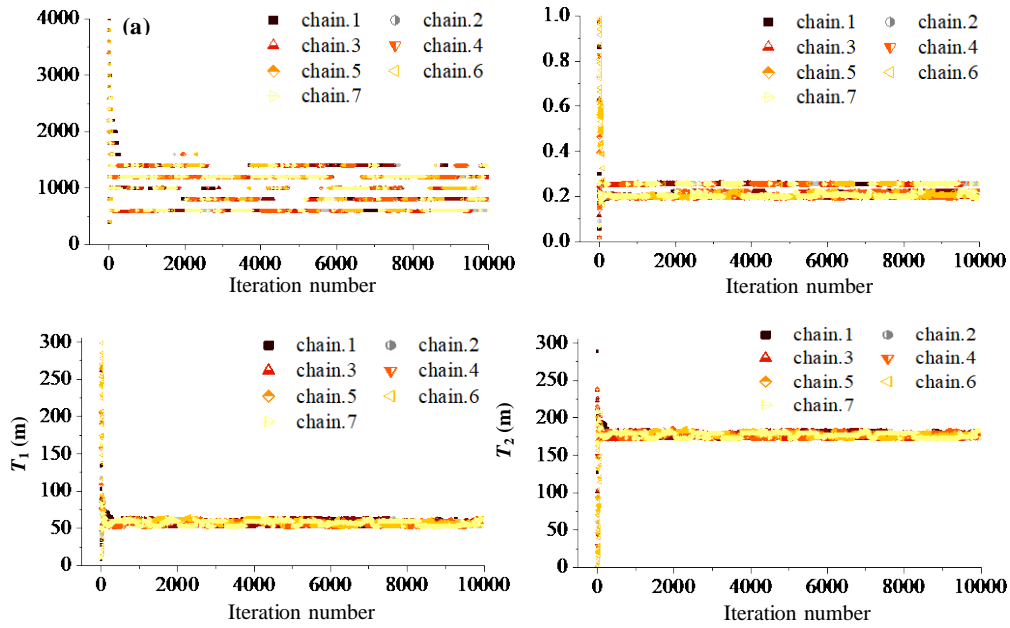 (a)
chain.1 chain.2
chain.3 chain.4
chain.5 chain.6
chain.7
4000
3000
2000
1000
0
0 2000 4000 6000 8000 10000
Iteration number
chain.1 chain.2
chain.3 chain.4
chain.5 chain.6
chain.7
1.0
0.8
0.6
0.4
0.2
0.0
0 2000 4000 6000 8000 10000
Iteration number
chain.1 chain.2
chain.3 chain.4
chain.5 chain.6
chain.7
T1 (m)
300
250
200
150
100
50
0
0 2000 4000 6000 8000 10000
Iteration number
chain.1 chain.2
chain.3 chain.4
chain.5 chain.6
chain.7
T2 (m)
300
250
200
150
100
50
0
0 2000 4000 6000 8000 10000
Iteration number